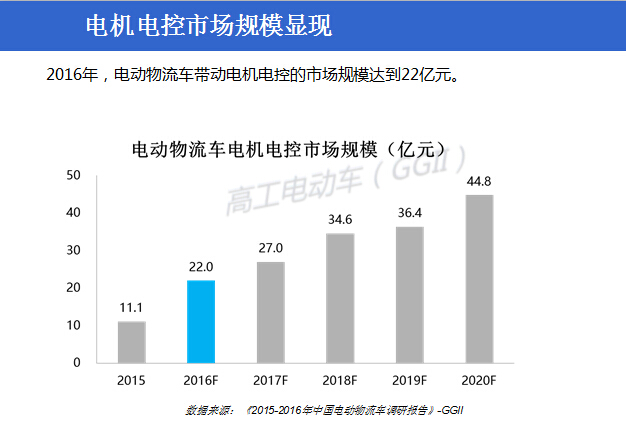 电机电控市场规模显现
2016年，电动物流车带动电机电控的市场规模达到22亿元。
电动物流车电机电控市场规模（亿元）
高工电动车（GGII）
50
40
30
20
10
0
11.1
22.0
27.0
34.6
36.4
44.8
2015
2016F
2017F
2018F
2019F
2020F
数据来源：《2015-2016年中国电动物流车调研报告》-GGII